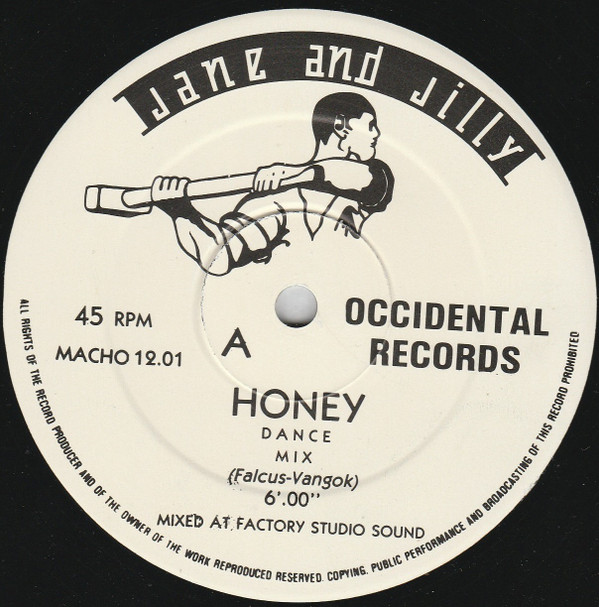 Jane and Jilly
45 RPM
MACHO 12.01
A
OCCIDENTAL
RECORDS
HONEY
DANCE
MIX
(Falcus-Vangok)
6'.00''
MIXED AT FACTORY STUDIO SOUND
ALL RIGHTS OF THE RECORD PRODUCER AND OF THE OWNER OF THE WORK REPRODUCED RESERVED. COPYING, PUBLIC PERFORMANCE AND BROADCASTING OF THIS RECORD PROHIBITED